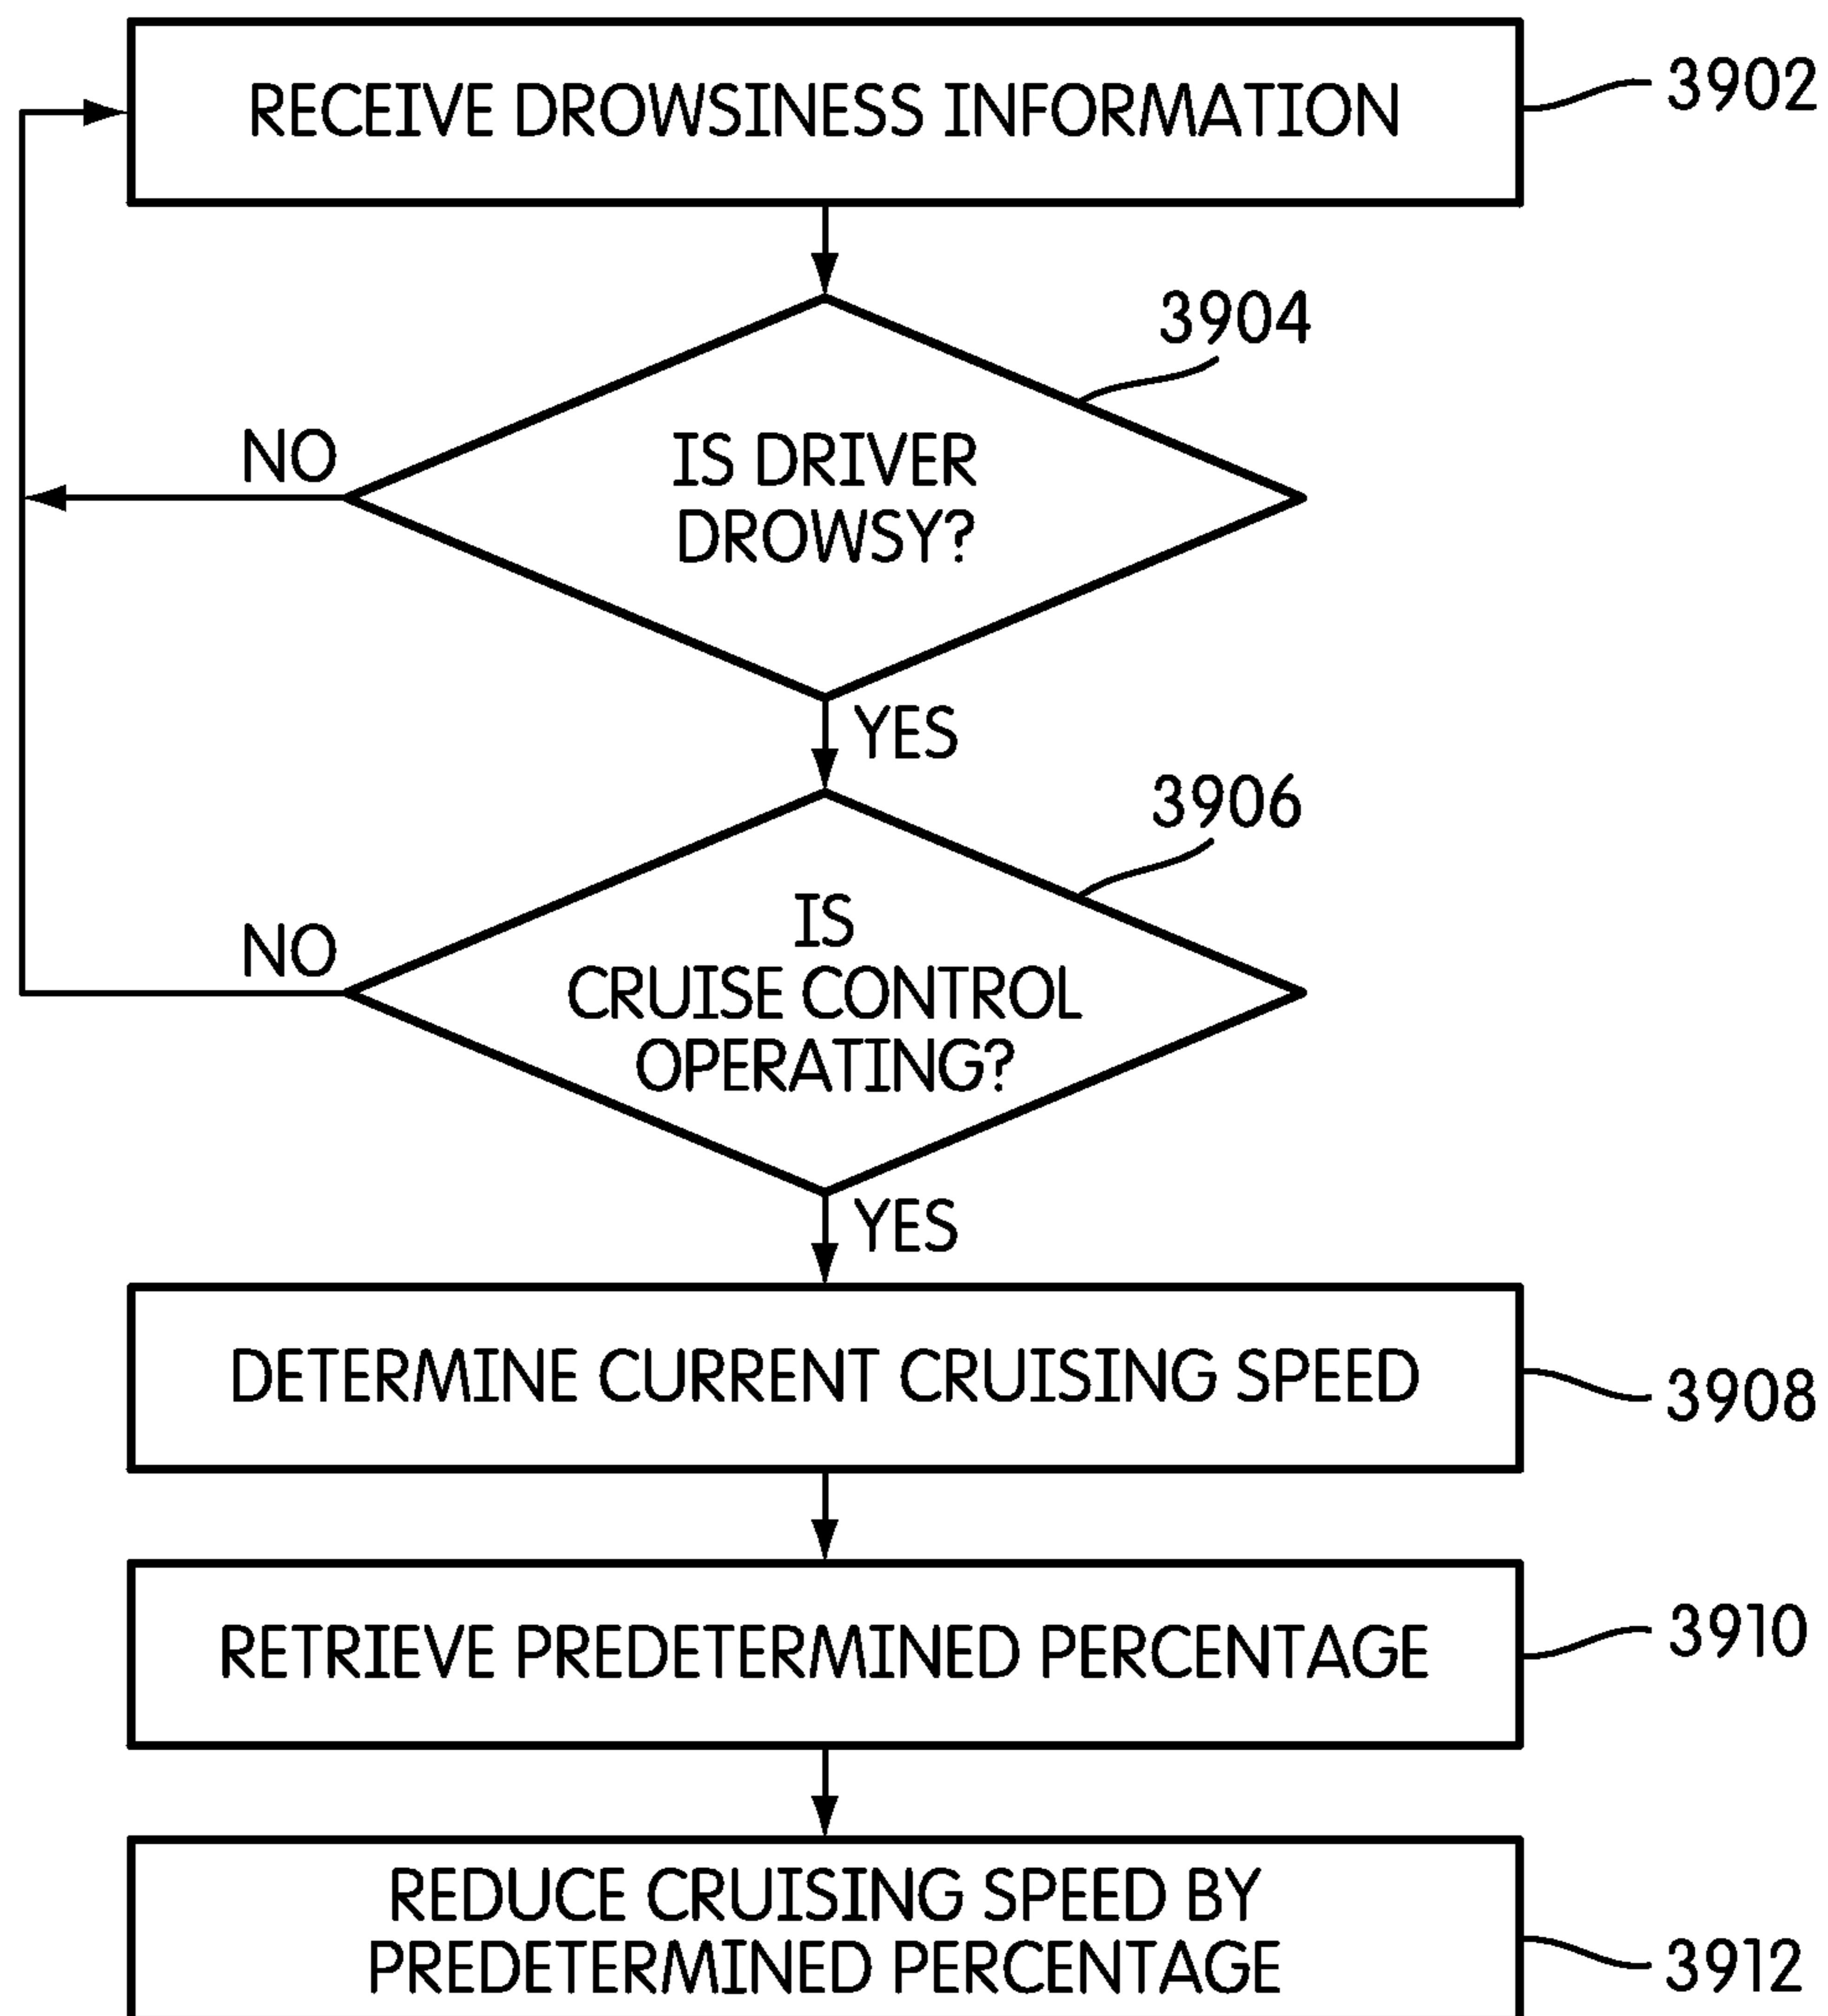 RECEIVE DROWSINESS INFORMATION
3902
3904
IS DRIVER
DROWSY?
NO
YES
3906
IS
CRUISE CONTROL
OPERATING?
NO
YES
DETERMINE CURRENT CRUISING SPEED
3908
RETRIEVE PREDETERMINED PERCENTAGE
3910
REDUCE CRUISING SPEED BY
PREDETERMINED PERCENTAGE
3912